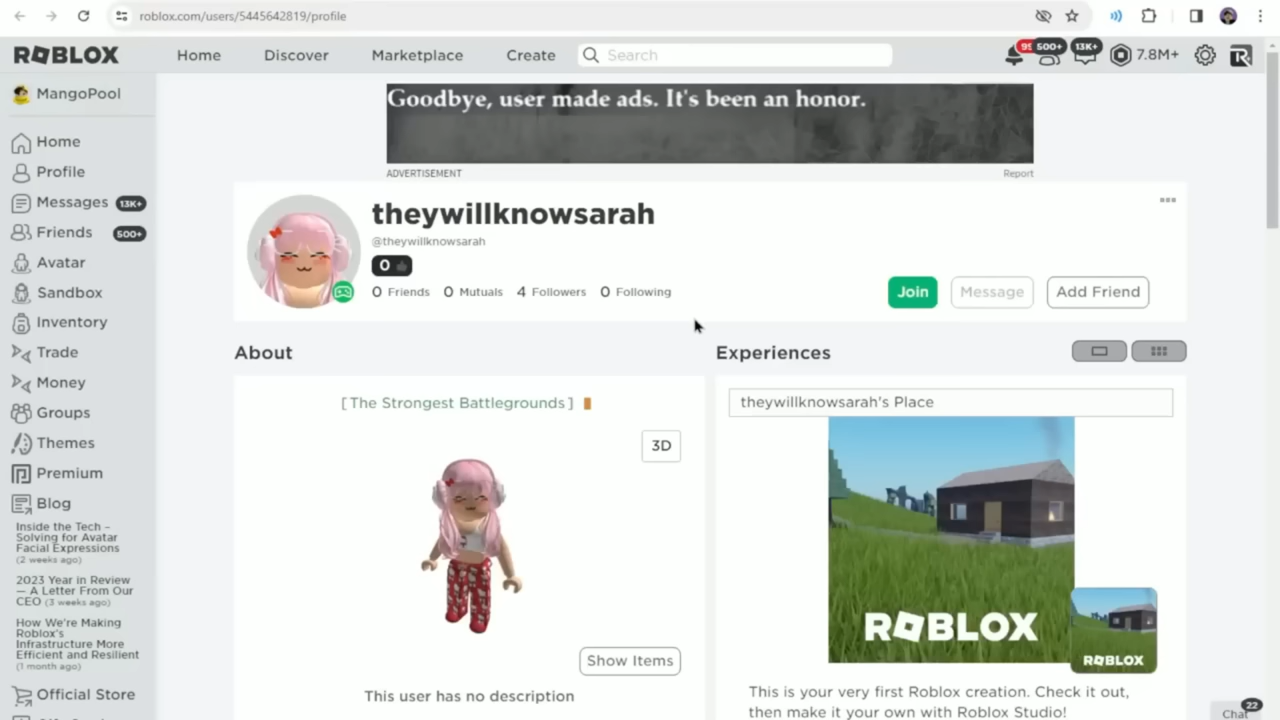 roblox.com/users/5445642819/profile
ROBLOX
Home
Discover
Marketplace
Create
Search
500+
13K+
7.8M+
MangoPool
Home
Profile
Messages 13K+
Friends 500+
Avatar
Sandbox
Inventory
Trade
Money
Groups
Themes
Premium
Blog
Inside the Tech –
Solving for Avatar
Facial Expressions
(2 weeks ago)
2023 Year in Review
— A Letter From Our
CEO (3 weeks ago)
How We're Making
Roblox's
Infrastructure More
Efficient and Resilient
(1 month ago)
Official Store
Goodbye, user made ads. It's been an honor.
ADVERTISEMENT
Report
theywillknowsarah
@theywillknowsarah
0
0 Friends 0 Mutuals 4 Followers 0 Following
Join
Message
Add Friend
About
[The Strongest Battlegrounds]
3D
Show Items
This user has no description
Experiences
theywillknowsarah's Place
ROBLOX
ROBLOX
This is your very first Roblox creation. Check it out,
then make it your own with Roblox Studio!
Chat
22